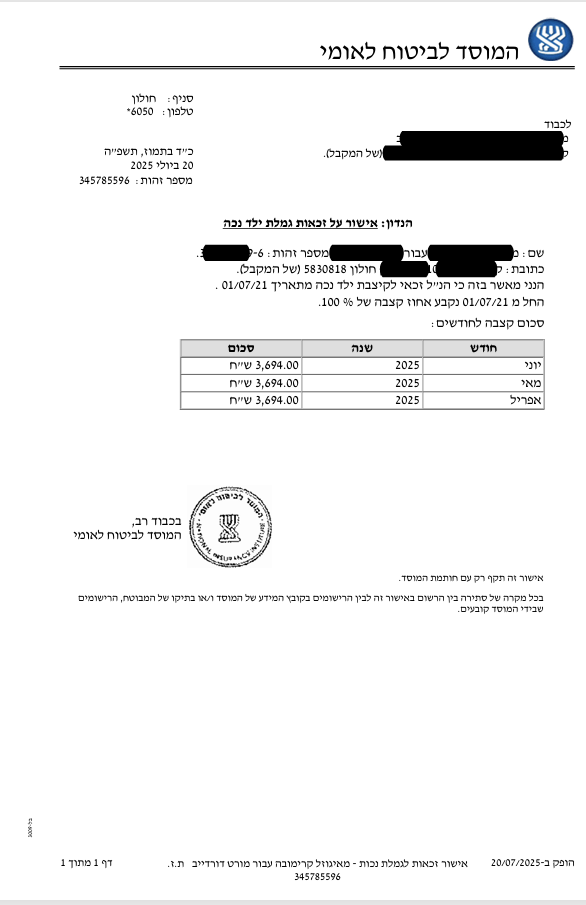 המוסד לביטוח לאומי
סניף : חולון
טלפון : 6050*
לכבוד
(של המקבל).
כ״ד בתמוז, תשפ״ה
20 ביולי 2025
מספר זהות : 345785596
הנדון: אישור על זכאות גמלת ילד נכה
שם : עבור מספר זהות : 9-6
כתובת : חולון 5830818 (של המקבל).
הנני מאשר בזה כי הנ״ל זכאי לקיצבת ילד נכה מתאריך 01/07/21 .
החל מ 01/07/21 נקבע אחוז קצבה של % 100.
סכום קצבה לחודשים :
חודש שנה סכום
יוני 2025 3,694.00 ש״ח
מאי 2025 3,694.00 ש״ח
אפריל 2025 3,694.00 ש״ח
המוסד לביטוח לאומי
NATIONAL INSURANCE INSTITUTE
בכבוד רב,
המוסד לביטוח לאומי
אישור זה תקף רק עם חותמת המוסד.
בכל מקרה של סתירה בין הרשום באישור זה לבין הרישומים בקובץ המידע של המוסד ו/או בתיקו של המבוטח, הרישומים
שבידי המוסד קובעים.
הופק ב-20/07/2025 אישור זכאות לגמלת נכות - מאיגוזל קרימובה עבור מורט דורדייב ת.ז. דף 1 מתוך 1
345785596